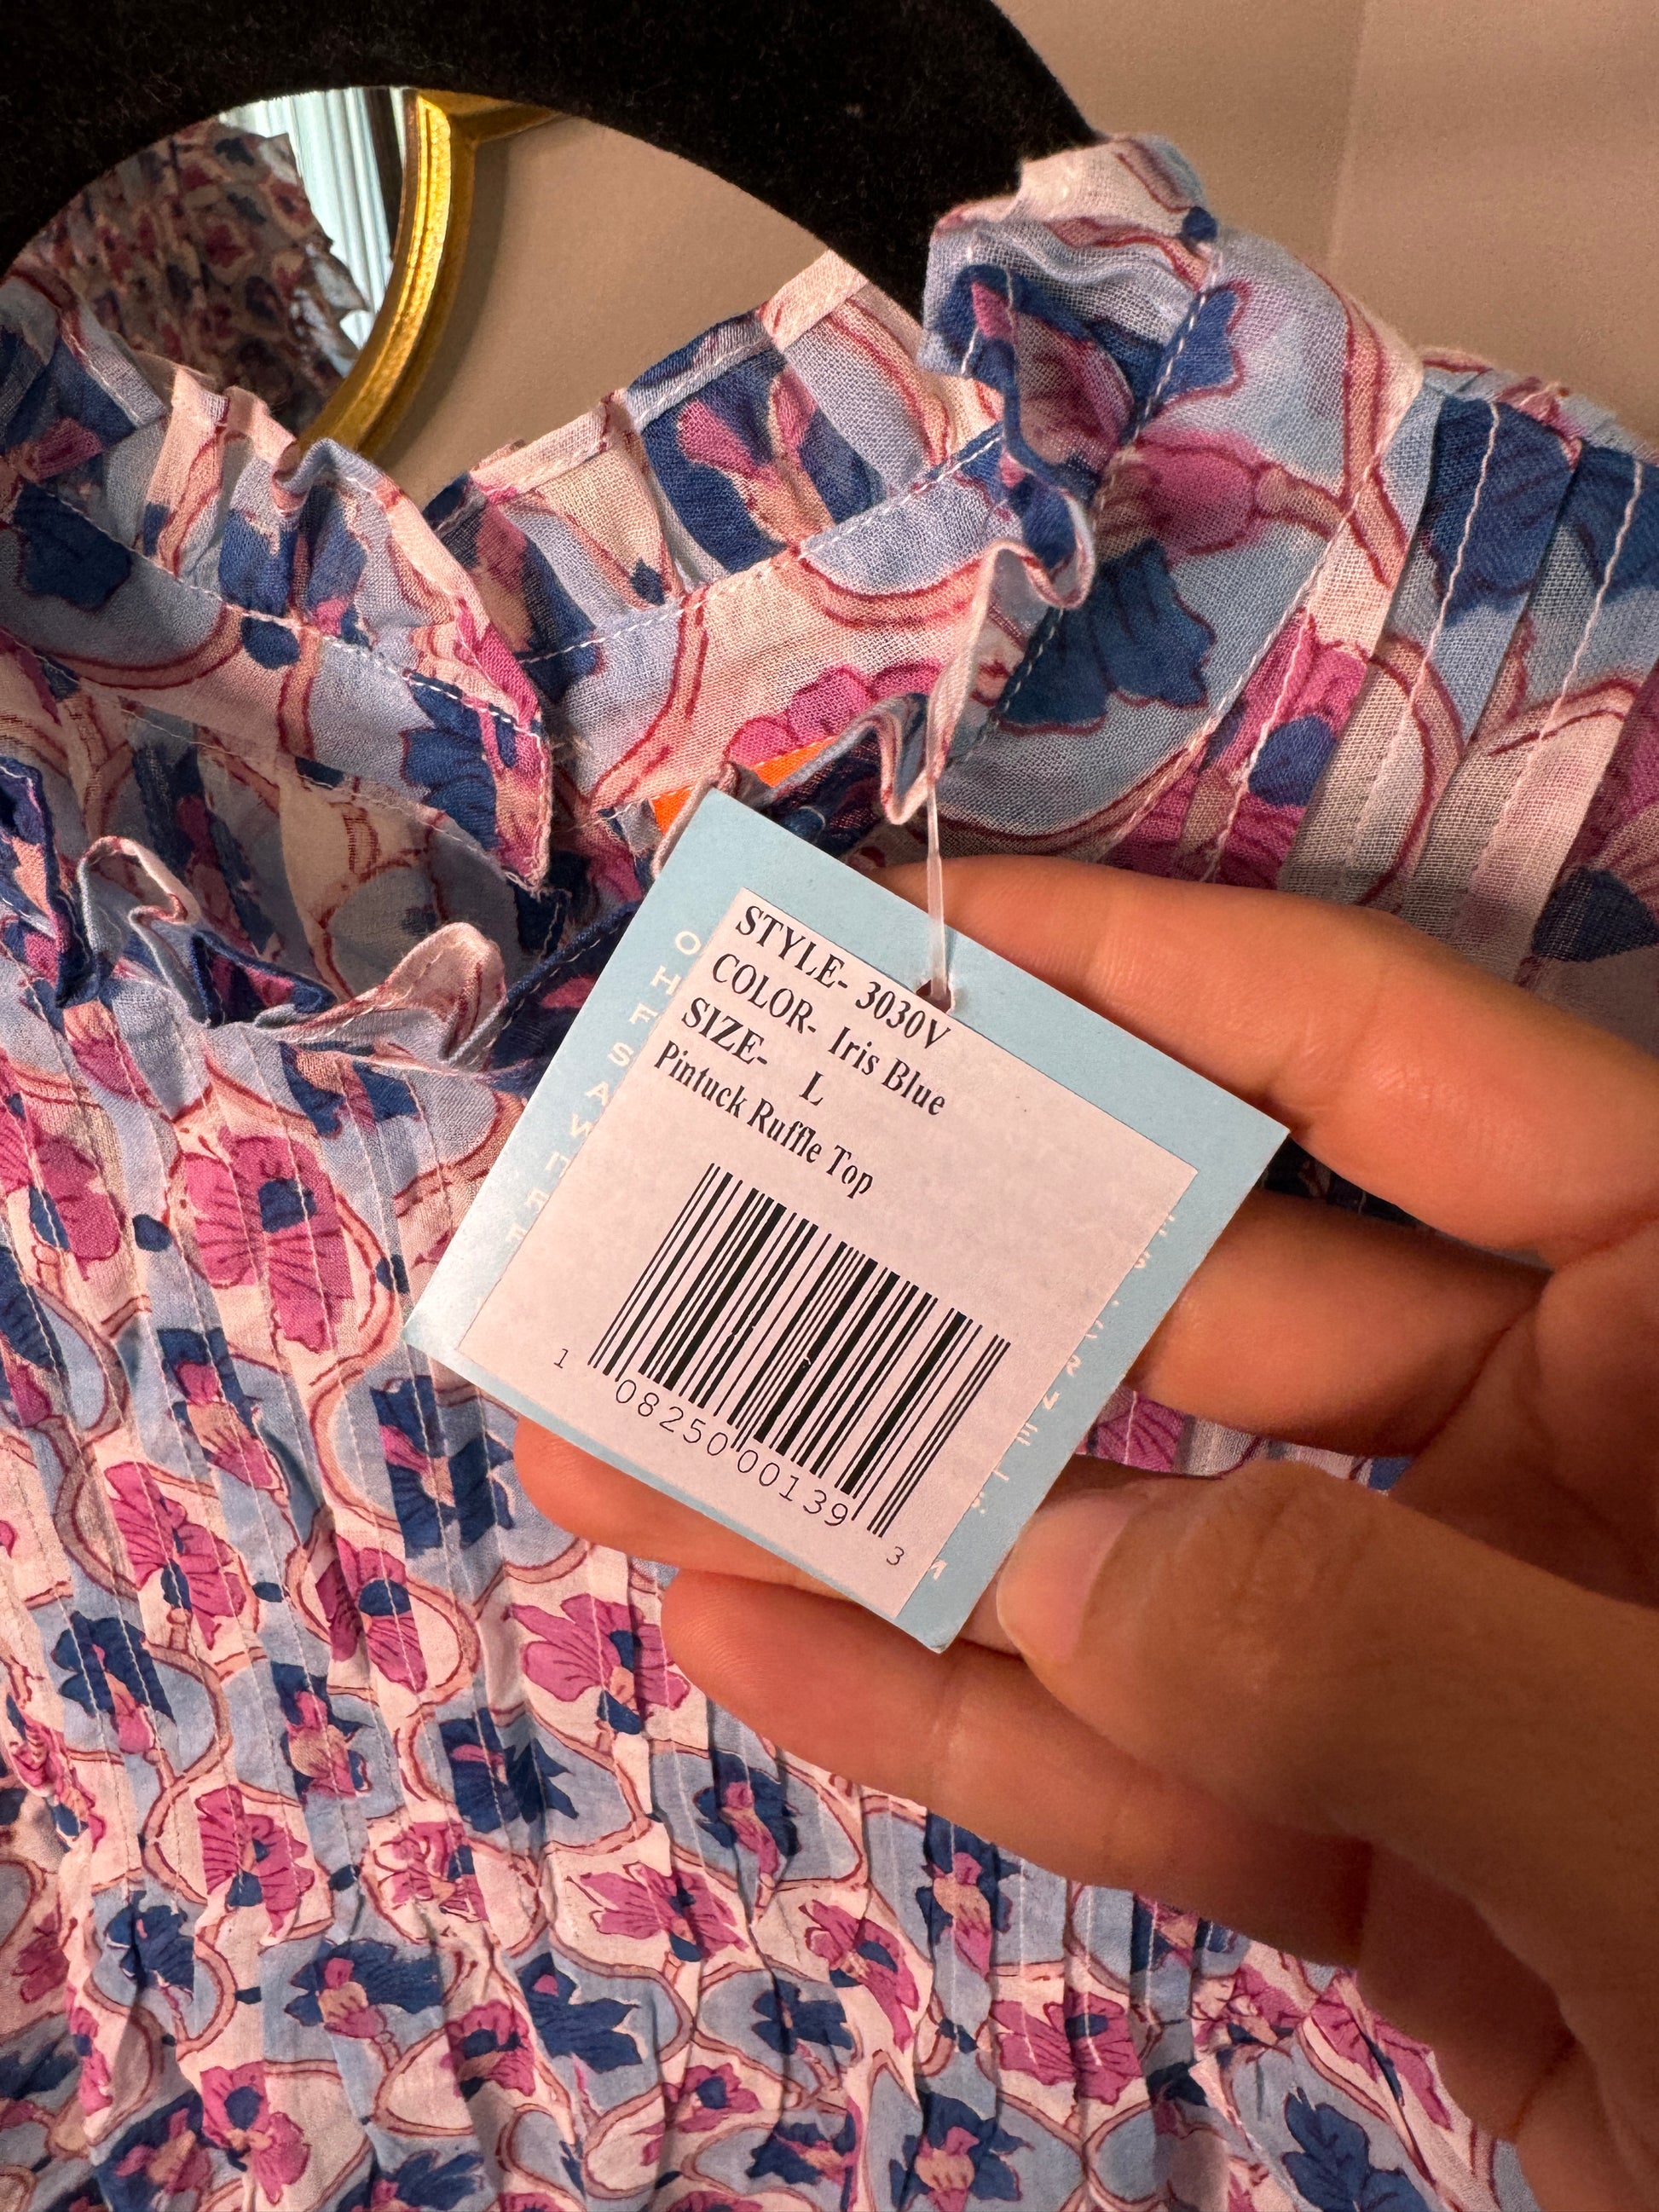 STYLE- 3030V
COLOR- Iris Blue
SIZE- L
Pintuck Ruffle Top
1 08250 00139 3